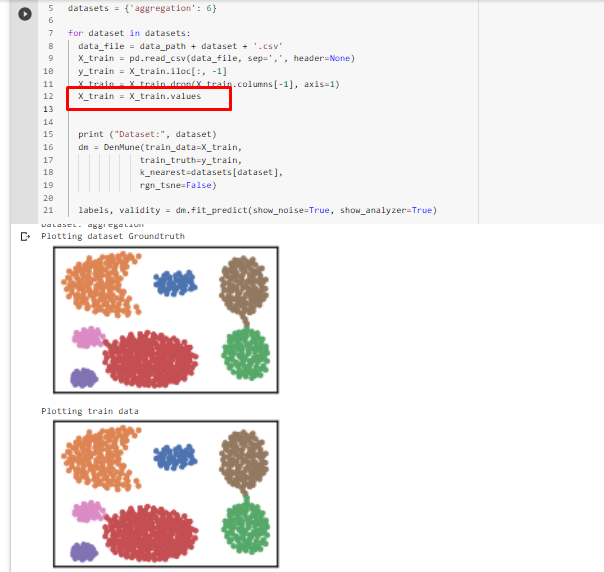 5 datasets = {'aggregation': 6}
6
7 for dataset in datasets:
8 data_file = data_path + dataset + '.csv'
9 X_train = pd.read_csv(data_file, sep=',', header=None)
10 y_train = X_train.iloc[:, -1]
11 X_train = X_train.drop(X_train.columns[-1], axis=1)
12 X_train = X_train.values
13
14
15 print ("Dataset:", dataset)
16 dm = DenMune(train_data=X_train,
17 train_truth=y_train,
18 k_nearest=datasets[dataset],
19 rgn_tsne=False)
20
21 labels, validity = dm.fit_predict(show_noise=True, show_analyzer=True)
Dataset: aggregation
Plotting dataset Groundtruth
Plotting train data